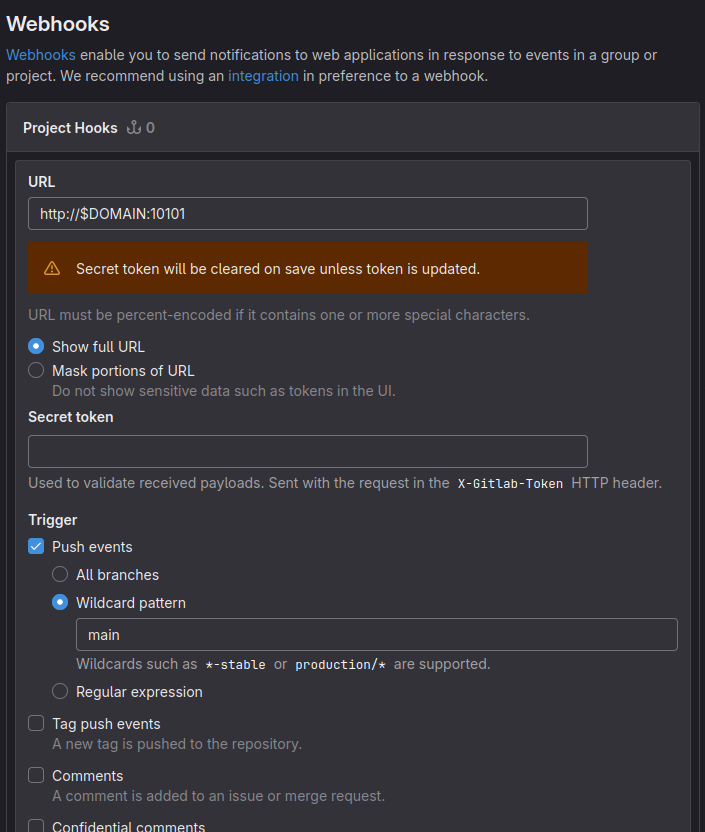 Webhooks
Webhooks enable you to send notifications to web applications in response to events in a group or
project. We recommend using an integration in preference to a webhook.
Project Hooks 0
URL
http://$DOMAIN:10101
Secret token will be cleared on save unless token is updated.
URL must be percent-encoded if it contains one or more special characters.
Show full URL
Mask portions of URL
Do not show sensitive data such as tokens in the UI.
Secret token
Used to validate received payloads. Sent with the request in the X-Gitlab-Token HTTP header.
Trigger
Push events
All branches
Wildcard pattern
main
Wildcards such as *-stable or production/* are supported.
Regular expression
Tag push events
A new tag is pushed to the repository.
Comments
A comment is added to an issue or merge request.
Confidential comments